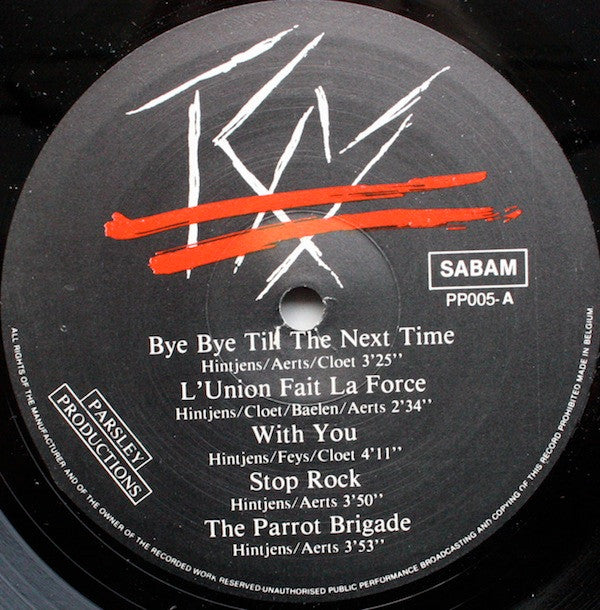 SABAM
PP005-A
Bye Bye Till The Next Time
Hintjens/Aerts/Cloet 3'25''
L'Union Fait La Force
Hintjens/Cloet/Baelen/Aerts 2'34''
With You
Hintjens/Feys/Cloet 4'11''
Stop Rock
Hintjens/Aerts 3'50''
The Parrot Brigade
Hintjens/Aerts 3'53''
PARSLEY
PRODUCTIONS
ALL RIGHTS OF THE MANUFACTURER AND OF THE OWNER OF THE RECORDED WORK RESERVED-UNAUTHORISED PUBLIC PERFORMANCE BROADCASTING AND COPYING OF THIS RECORD PROHIBITED MADE IN BELGIUM